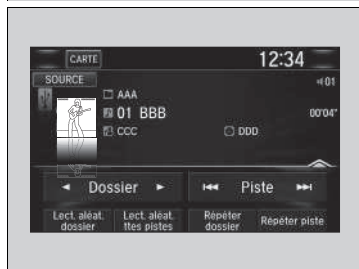 CARTE
12:34
SOURCE
01
AAA
01 BBB
00'04"
CCC
DDD
Dossier
Piste
Lect. aléat. dossier
Lect. aléat. ttes pistes
Répéter dossier
Répéter piste